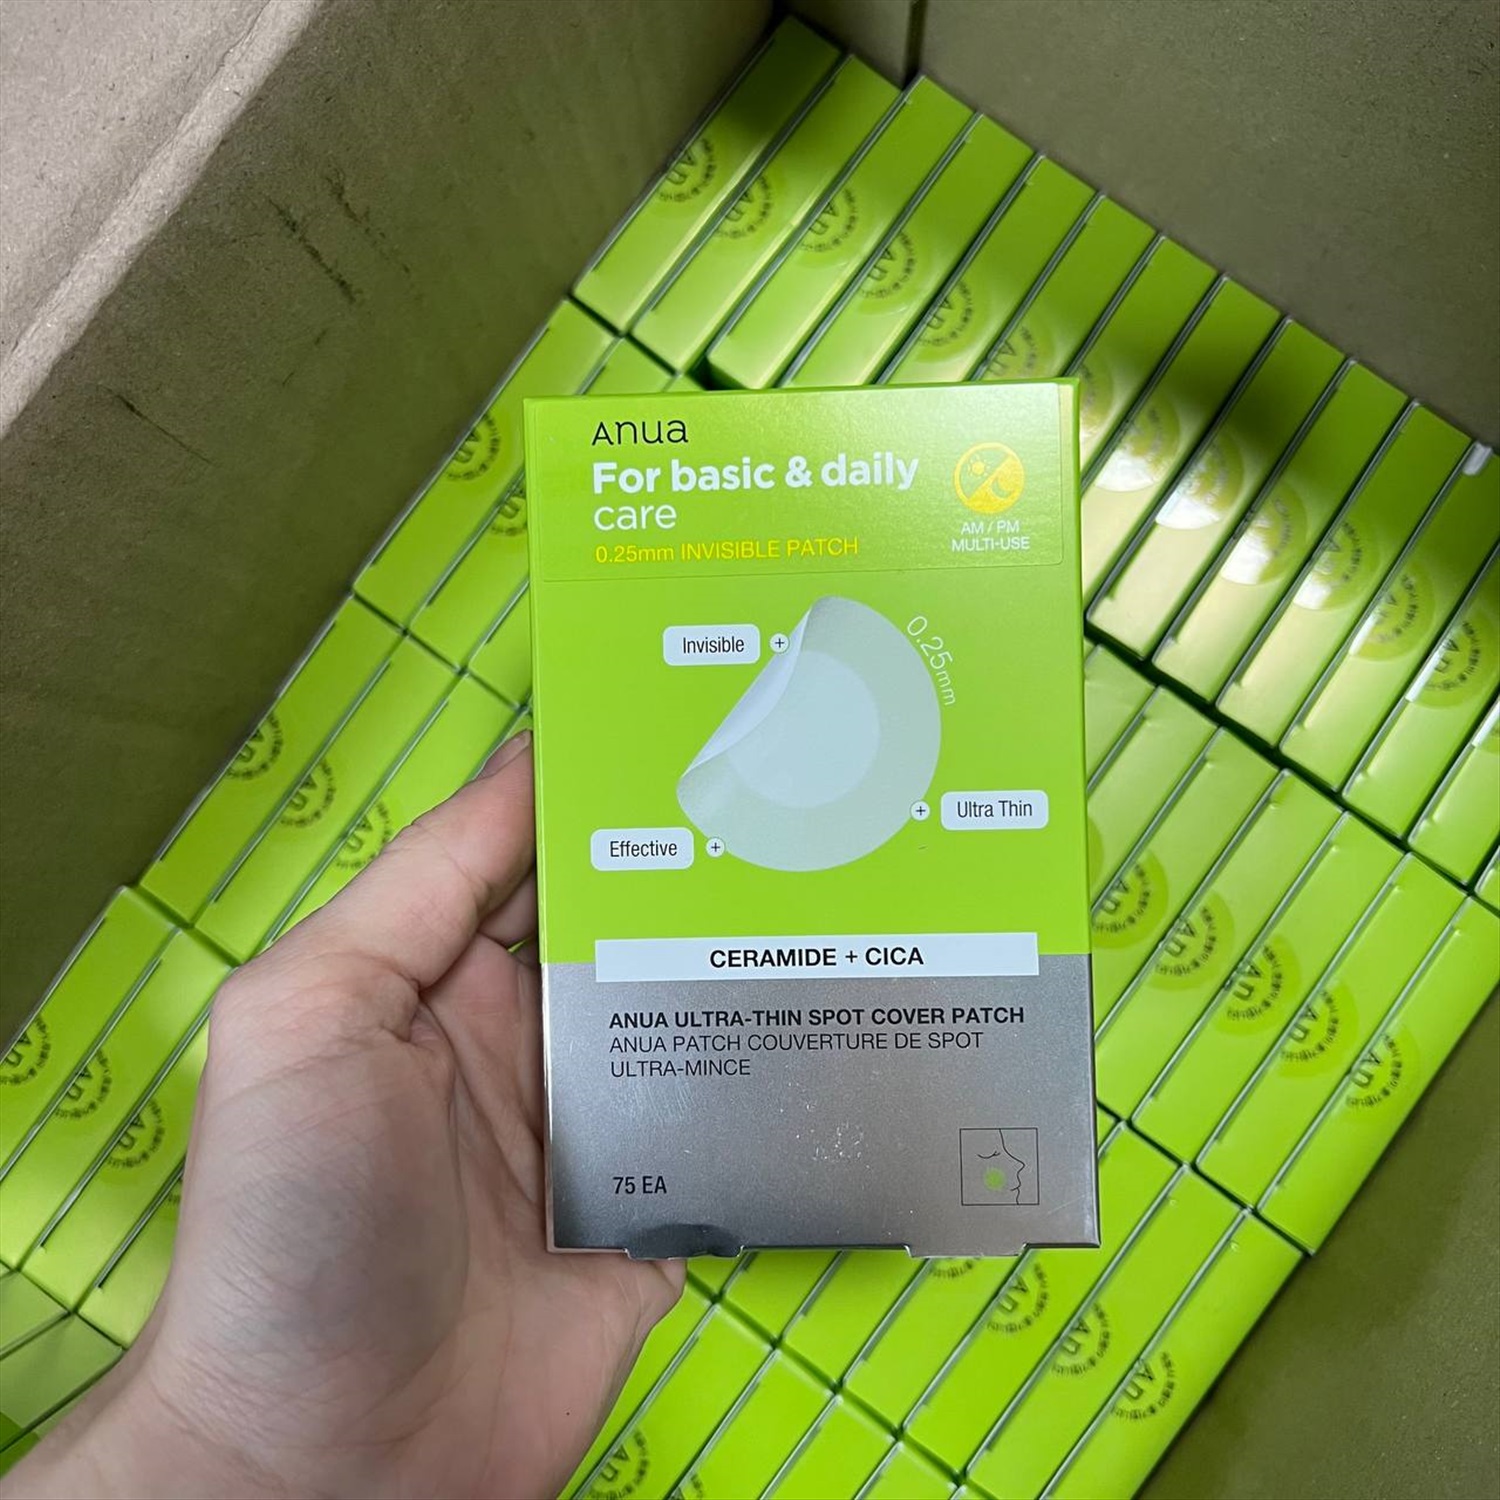 Anua
For basic & daily
care
0.25mm INVISIBLE PATCH
AM / PM
MULTI-USE
Invisible
0.25mm
Ultra Thin
Effective
CERAMIDE + CICA
ANUA ULTRA-THIN SPOT COVER PATCH
ANUA PATCH COUVERTURE DE SPOT
ULTRA-MINCE
75 EA